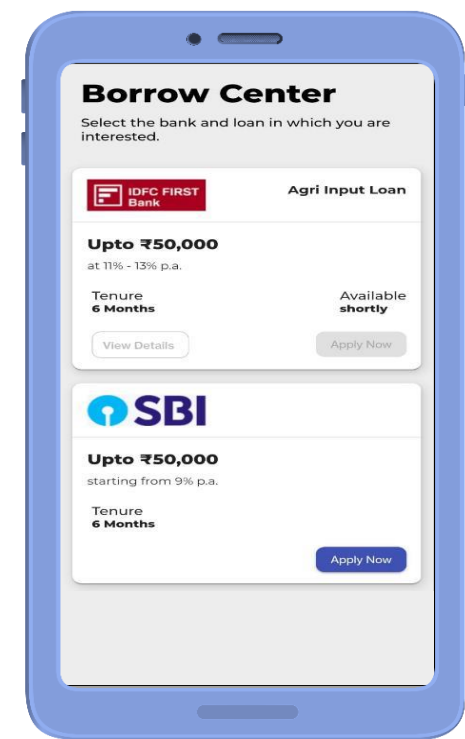 Borrow Center
Select the bank and loan in which you are
interested.
IDFC FIRST
Bank
Agri Input Loan
Upto ₹50,000
at 11% - 13% p.a.
Tenure
6 Months
Available
shortly
View Details
Apply Now
SBI
Upto ₹50,000
starting from 9% p.a.
Tenure
6 Months
Apply Now